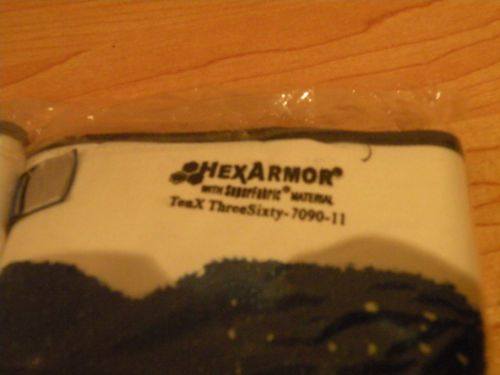 HEXARMOR®
WITH SuperFabric® MATERIAL
TenX ThreeSixty-7090-11